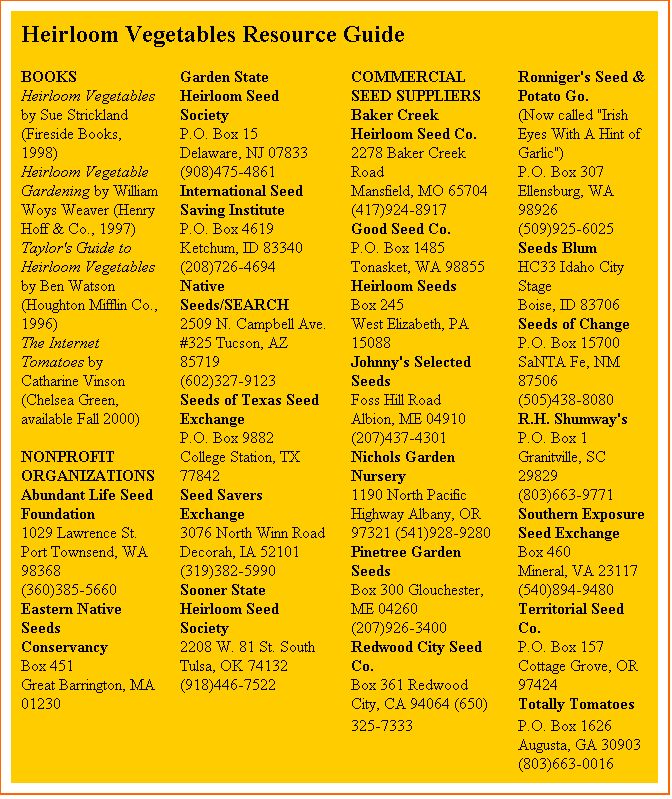 Heirloom Vegetables Resource Guide
BOOKS
Heirloom Vegetables
by Sue Strickland
(Fireside Books,
1998)
Heirloom Vegetable
Gardening by William
Woys Weaver (Henry
Hoff & Co., 1997)
Taylor's Guide to
Heirloom Vegetables
by Ben Watson
(Houghton Mifflin Co.,
1996)
The Internet
Tomatoes by
Catharine Vinson
(Chelsea Green,
available Fall 2000)
NONPROFIT
ORGANIZATIONS
Abundant Life Seed
Foundation
1029 Lawrence St.
Port Townsend, WA
98368
(360)385-5660
Eastern Native
Seeds
Conservancy
Box 451
Great Barrington, MA
01230
Garden State
Heirloom Seed
Society
P.O. Box 15
Delaware, NJ 07833
(908)475-4861
International Seed
Saving Institute
P.O. Box 4619
Ketchum, ID 83340
(208)726-4694
Native
Seeds/SEARCH
2509 N. Campbell Ave.
#325 Tucson, AZ
85719
(602)327-9123
Seeds of Texas Seed
Exchange
P.O. Box 9882
College Station, TX
77842
Seed Savers
Exchange
3076 North Winn Road
Decorah, IA 52101
(319)382-5990
Sooner State
Heirloom Seed
Society
2208 W. 81 St. South
Tulsa, OK 74132
(918)446-7522
COMMERCIAL
SEED SUPPLIERS
Baker Creek
Heirloom Seed Co.
2278 Baker Creek
Road
Mansfield, MO 65704
(417)924-8917
Good Seed Co.
P.O. Box 1485
Tonasket, WA 98855
Heirloom Seeds
Box 245
West Elizabeth, PA
15088
Johnny's Selected
Seeds
Foss Hill Road
Albion, ME 04910
(207)437-4301
Nichols Garden
Nursery
1190 North Pacific
Highway Albany, OR
97321 (541)928-9280
Pinetree Garden
Seeds
Box 300 Glouchester,
ME 04260
(207)926-3400
Redwood City Seed
Co.
Box 361 Redwood
City, CA 94064 (650)
325-7333
Ronniger's Seed &
Potato Go.
(Now called "Irish
Eyes With A Hint of
Garlic")
P.O. Box 307
Ellensburg, WA
98926
(509)925-6025
Seeds Blum
HC33 Idaho City
Stage
Boise, ID 83706
Seeds of Change
P.O. Box 15700
SaNTA Fe, NM
87506
(505)438-8080
R.H. Shumway's
P.O. Box 1
Granitville, SC
29829
(803)663-9771
Southern Exposure
Seed Exchange
Box 460
Mineral, VA 23117
(540)894-9480
Territorial Seed
Co.
P.O. Box 157
Cottage Grove, OR
97424
Totally Tomatoes
P.O. Box 1626
Augusta, GA 30903
(803)663-0016